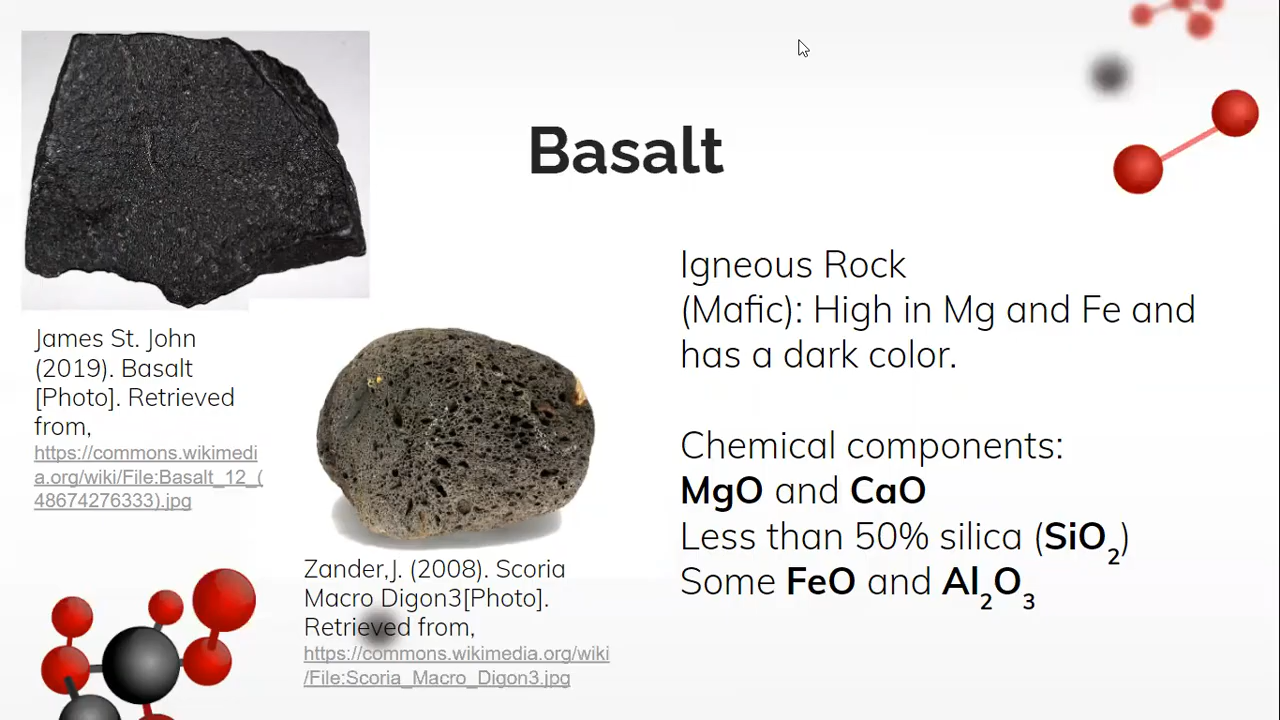 Basalt
Igneous Rock
(Mafic): High in Mg and Fe and
has a dark color.
Chemical components:
MgO and CaO
Less than 50% silica (SiO₂)
Some FeO and Al₂O₃
James St. John
(2019). Basalt
[Photo]. Retrieved
from,
https://commons.wikimedi
a.org/wiki/File:Basalt_12_(
48674276333).jpg
Zander,J. (2008). Scoria
Macro Digon3[Photo].
Retrieved from,
https://commons.wikimedia.org/wiki
/File:Scoria_Macro_Digon3.jpg